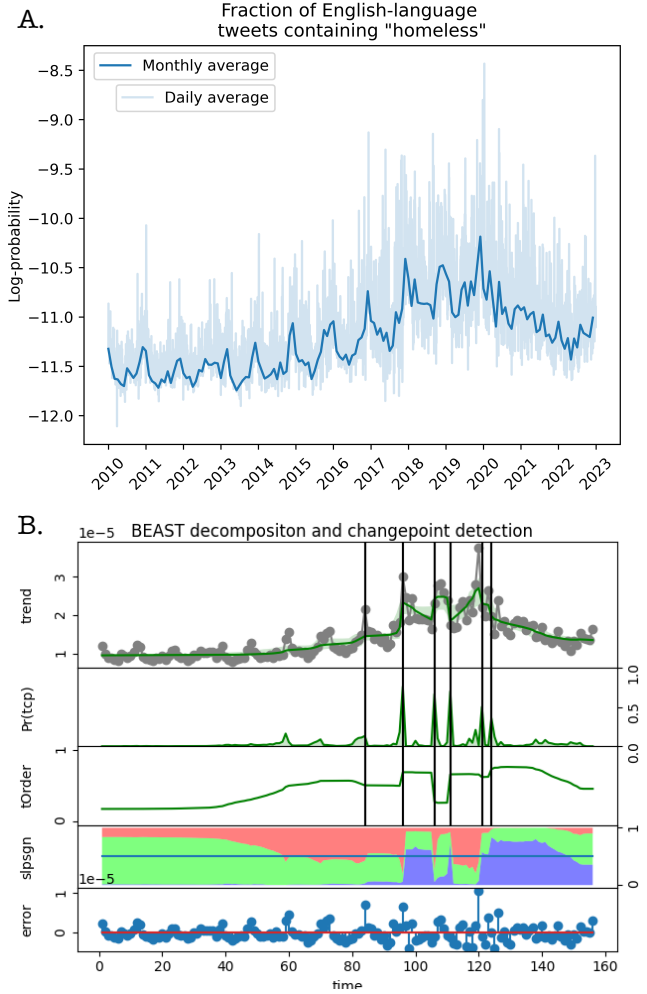 A.
Fraction of English-language
tweets containing "homeless"
Monthly average
Daily average
Log-probability
−8.5
−9.0
−9.5
−10.0
−10.5
−11.0
−11.5
−12.0
2010 2011 2012 2013 2014 2015 2016 2017 2018 2019 2020 2021 2022 2023
B.
1e−5 BEAST decompositon and changepoint detection
trend
3
2
1
Pr(tcp)
1.0
0.5
0.0
tOrder
1
0
slpsgn
1
0
1e−5
error
1
0
0 20 40 60 80 100 120 140 160
time